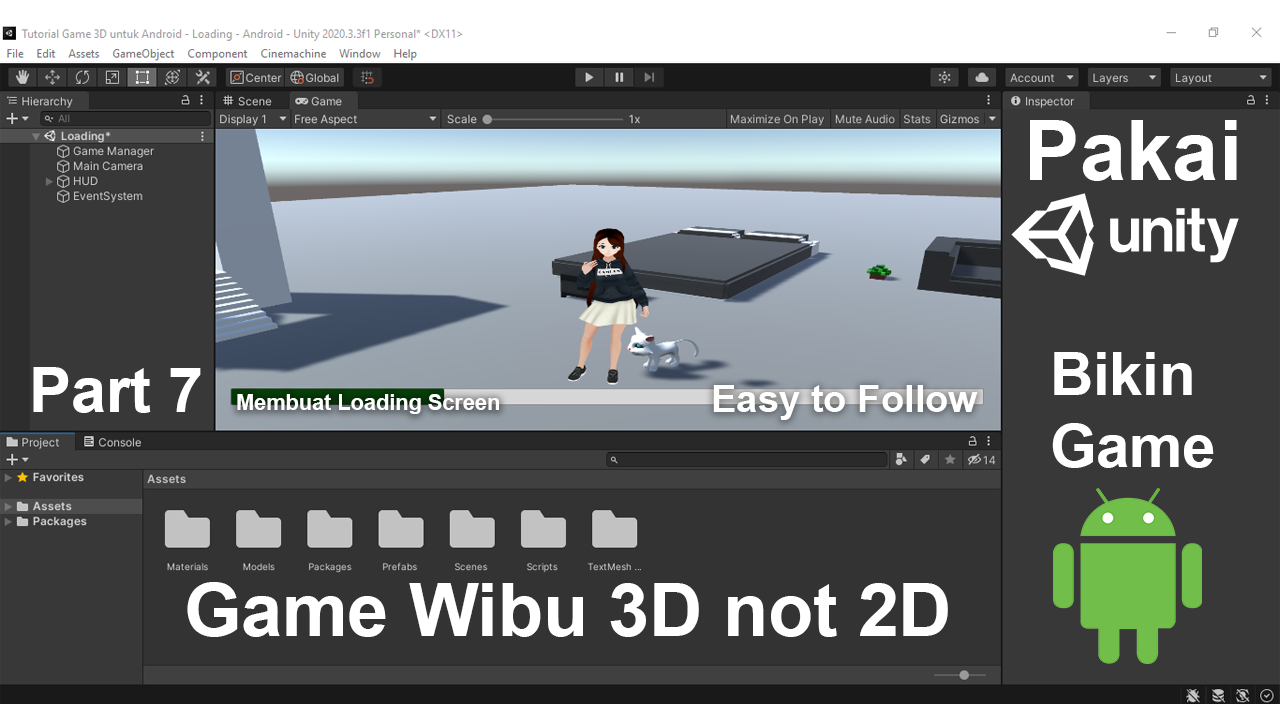 Tutorial Game 3D untuk Android - Loading - Android - Unity 2020.3.3f1 Personal* <DX11>
File Edit Assets GameObject Component Cinemachine Window Help
Center Global
Account Layers Layout
Hierarchy
All
Loading*
Game Manager
Main Camera
HUD
EventSystem
Scene Game
Display 1 Free Aspect Scale 1x Maximize On Play Mute Audio Stats Gizmos
Inspector
Pakai
unity
Part 7
Membuat Loading Screen
Easy to Follow
Bikin
Game
Project Console
14
Favorites
Assets
Packages
Assets
Materials Models Packages Prefabs Scenes Scripts TextMesh ...
Game Wibu 3D not 2D